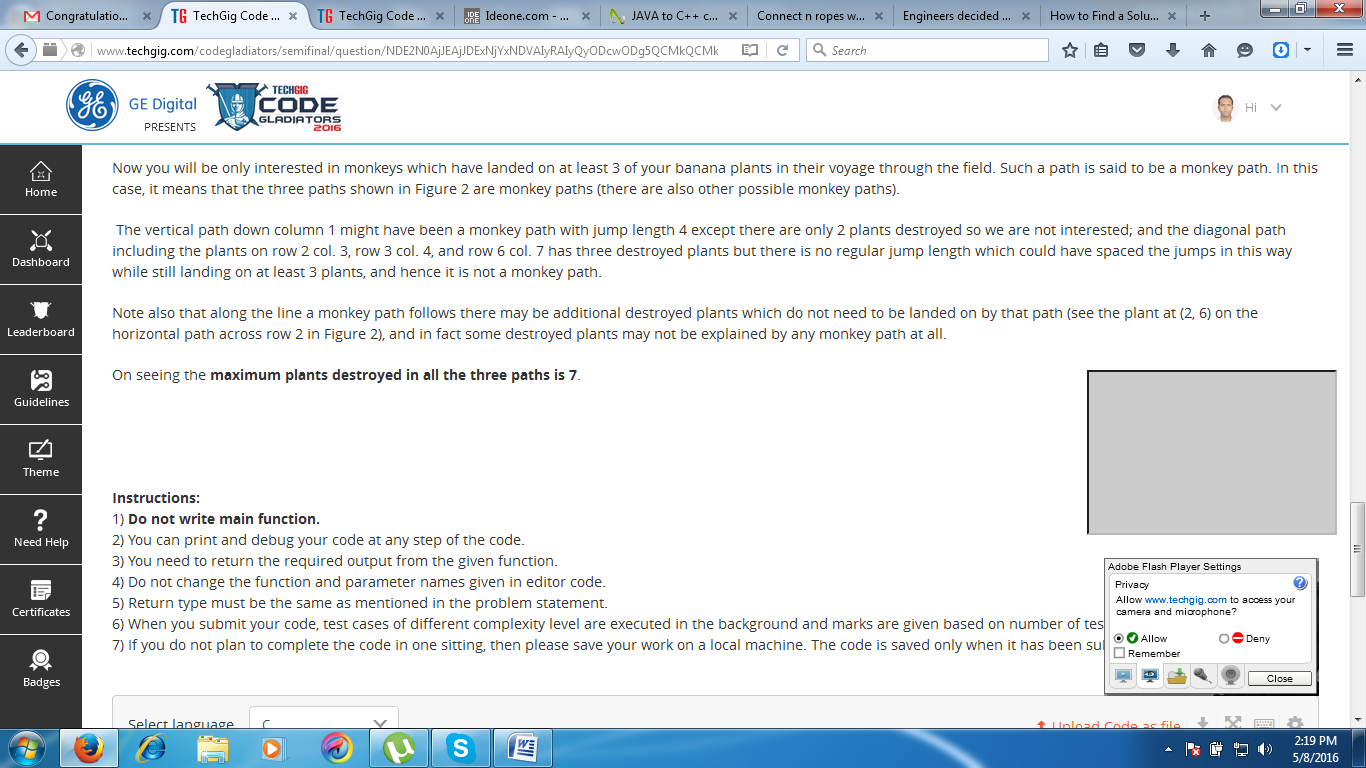 Congratulatio...
TechGig Code ...
TechGig Code ...
Ideone.com - ...
JAVA to C++ c...
Connect n ropes w...
Engineers decided ...
How to Find a Solu...
www.techgig.com/codegladiators/semifinal/question/NDE2N0AjJEAjJDExNjYxNDVAIyRAIyQyODcwODg5QCMkQCMk
Search
GE Digital
PRESENTS
TECHGIG
CODE
GLADIATORS
2016
Hi
Home
Dashboard
Leaderboard
Guidelines
Theme
Need Help
Certificates
Badges
Now you will be only interested in monkeys which have landed on at least 3 of your banana plants in their voyage through the field. Such a path is said to be a monkey path. In this
case, it means that the three paths shown in Figure 2 are monkey paths (there are also other possible monkey paths).
The vertical path down column 1 might have been a monkey path with jump length 4 except there are only 2 plants destroyed so we are not interested; and the diagonal path
including the plants on row 2 col. 3, row 3 col. 4, and row 6 col. 7 has three destroyed plants but there is no regular jump length which could have spaced the jumps in this way
while still landing on at least 3 plants, and hence it is not a monkey path.
Note also that along the line a monkey path follows there may be additional destroyed plants which do not need to be landed on by that path (see the plant at (2, 6) on the
horizontal path across row 2 in Figure 2), and in fact some destroyed plants may not be explained by any monkey path at all.
On seeing the maximum plants destroyed in all the three paths is 7.
Instructions:
1) Do not write main function.
2) You can print and debug your code at any step of the code.
3) You need to return the required output from the given function.
4) Do not change the function and parameter names given in editor code.
5) Return type must be the same as mentioned in the problem statement.
6) When you submit your code, test cases of different complexity level are executed in the background and marks are given based on number of tes
7) If you do not plan to complete the code in one sitting, then please save your work on a local machine. The code is saved only when it has been su
Adobe Flash Player Settings
Privacy
Allow www.techgig.com to access your
camera and microphone?
Allow
Deny
Remember
Close
Select language
C
Upload Code as file
2:19 PM
5/8/2016